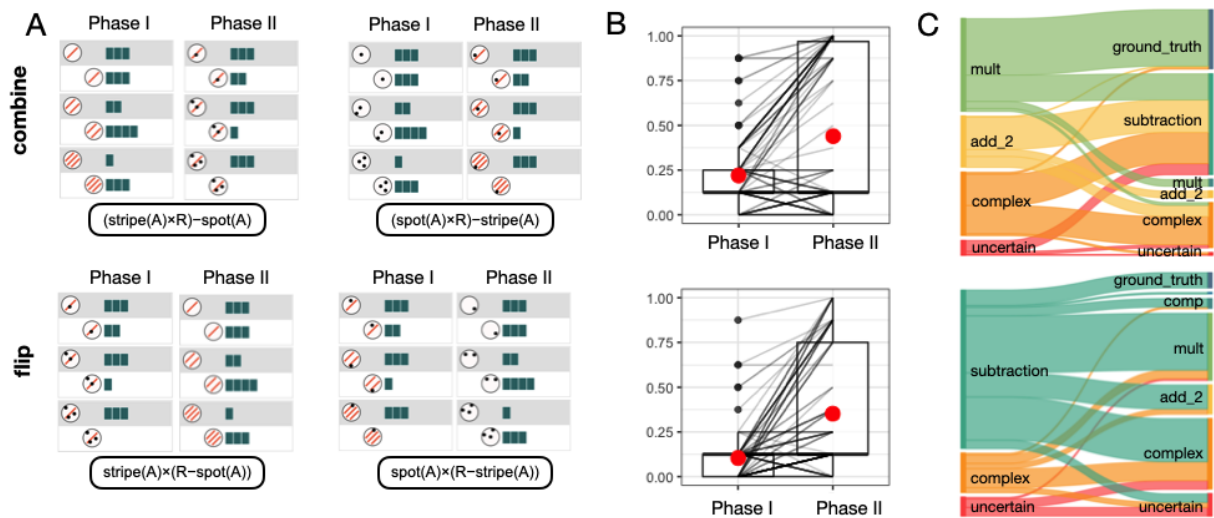 A
Phase I
Phase II
Phase I
Phase II
combine
(stripe(A)×R)−spot(A)
(spot(A)×R)−stripe(A)
Phase I
Phase II
Phase I
Phase II
flip
stripe(A)×(R−spot(A))
spot(A)×(R−stripe(A))
B
1.00
0.75
0.50
0.25
0.00
Phase I
Phase II
1.00
0.75
0.50
0.25
0.00
Phase I
Phase II
C
mult
add_2
complex
uncertain
ground_truth
subtraction
mult
add_2
complex
uncertain
subtraction
complex
uncertain
ground_truth
comp
mult
add_2
complex
uncertain